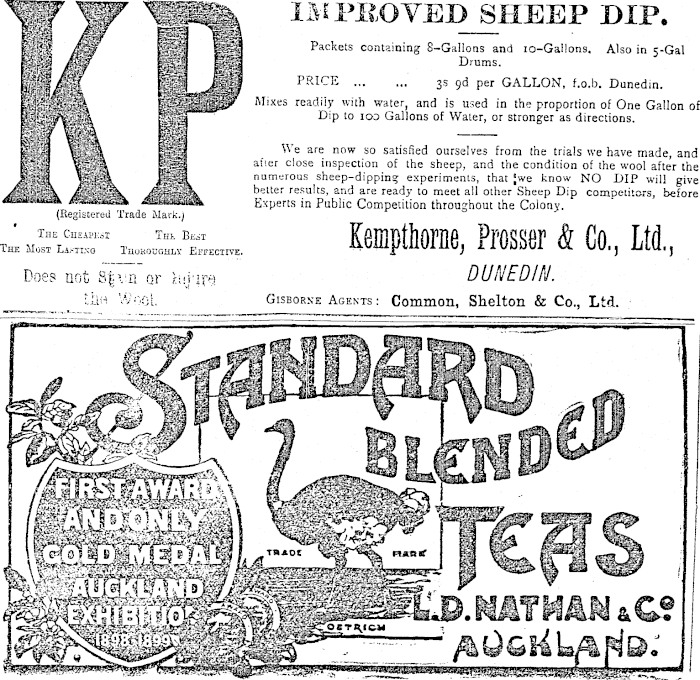 KP
(Registered Trade Mark.)
THE CHEAPEST THE BEST
THE MOST LASTING THOROUGHLY EFFECTIVE.
Does not Stain or Injure
the Wool.
IMPROVED SHEEP DIP.
Packets containing 8-Gallons and 10-Gallons. Also in 5-Gal
Drums.
PRICE ... ... 3s 9d per GALLON, f.o.b. Dunedin.
Mixes readily with water, and is used in the proportion of One Gallon of
Dip to 100 Gallons of Water, or stronger as directions.
We are now so satisfied ourselves from the trials we have made, and
after close inspection of the sheep, and the condition of the wool after the
numerous sheep-dipping experiments, that we know NO DIP will give
better results, and are ready to meet all other Sheep Dip competitors, before
Experts in Public Competition throughout the Colony.
Kempthorne, Prosser & Co., Ltd.,
DUNEDIN.
GISBORNE AGENTS: Common, Shelton & Co., Ltd.
STANDARD
BLENDED
TEAS
FIRST AWARD
AND ONLY
GOLD MEDAL
AUCKLAND
EXHIBITION
1898-1899
TRADE MARK
OSTRICH
L.D. NATHAN & Co
AUCKLAND.